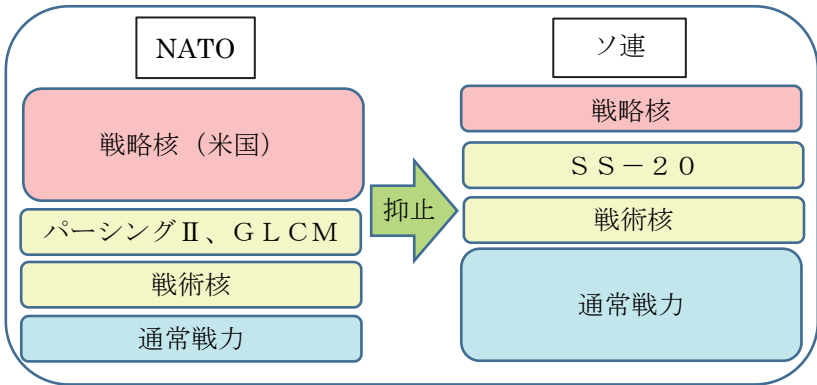 NATO
戦略核（米国）
パーシングⅡ、ＧＬＣＭ
戦術核
通常戦力
抑止
ソ連
戦略核
ＳＳ－２０
戦術核
通常戦力